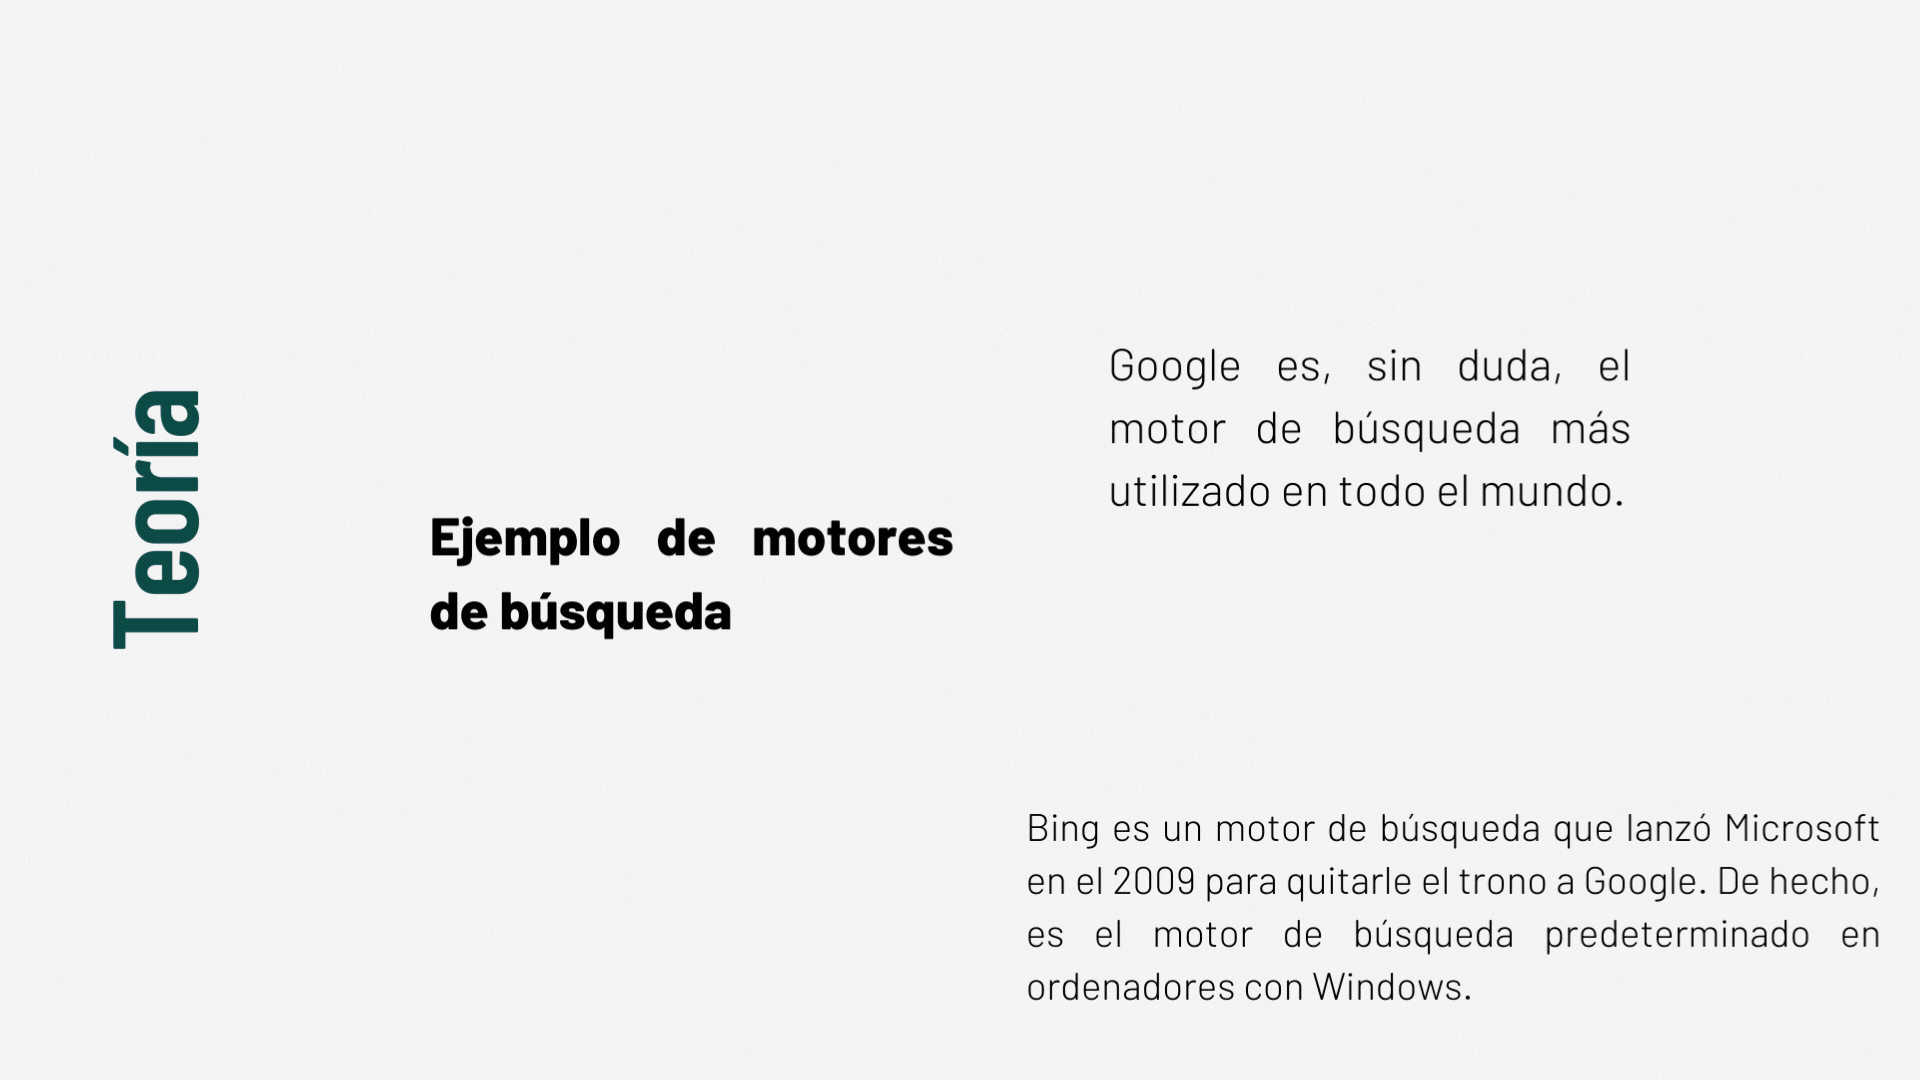 Teoría
Ejemplo de motores
de búsqueda
Google es, sin duda, el
motor de búsqueda más
utilizado en todo el mundo.
Bing es un motor de búsqueda que lanzó Microsoft
en el 2009 para quitarle el trono a Google. De hecho,
es el motor de búsqueda predeterminado en
ordenadores con Windows.